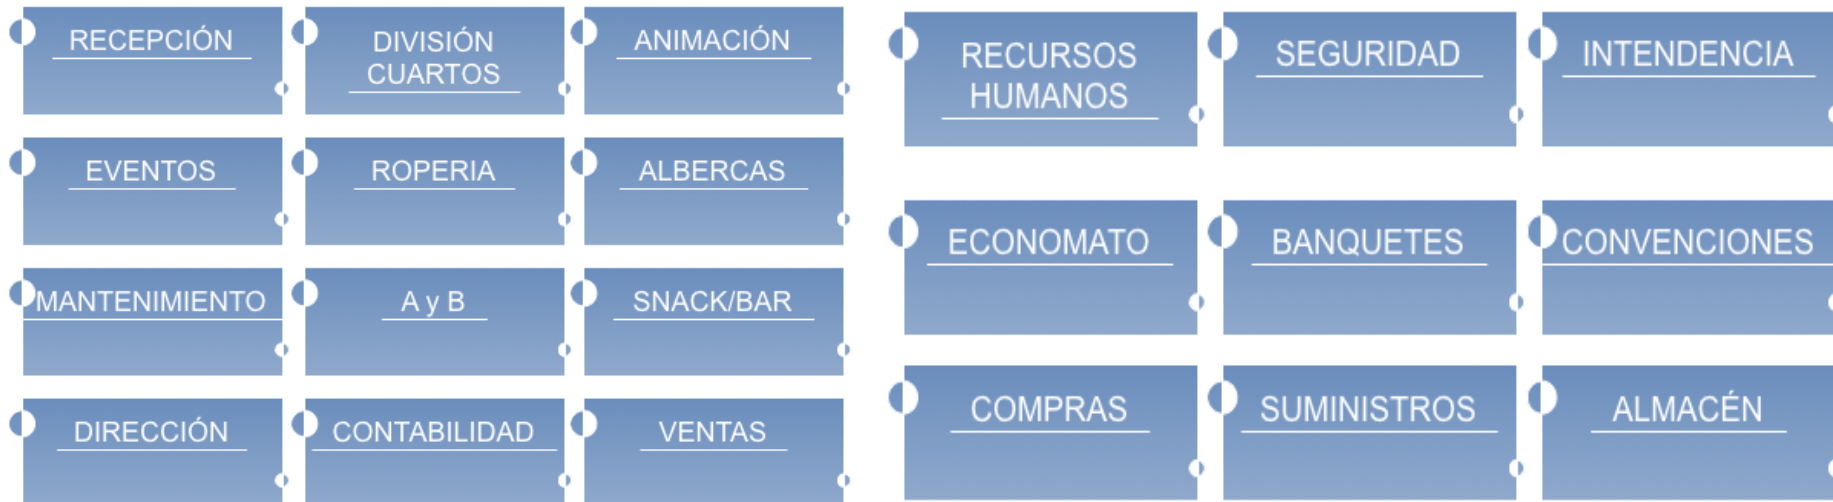 RECEPCIÓN
DIVISIÓN
CUARTOS
ANIMACIÓN
EVENTOS
ROPERIA
ALBERCAS
MANTENIMIENTO
A y B
SNACK/BAR
DIRECCIÓN
CONTABILIDAD
VENTAS
RECURSOS
HUMANOS
SEGURIDAD
INTENDENCIA
ECONOMATO
BANQUETES
CONVENCIONES
COMPRAS
SUMINISTROS
ALMACÉN